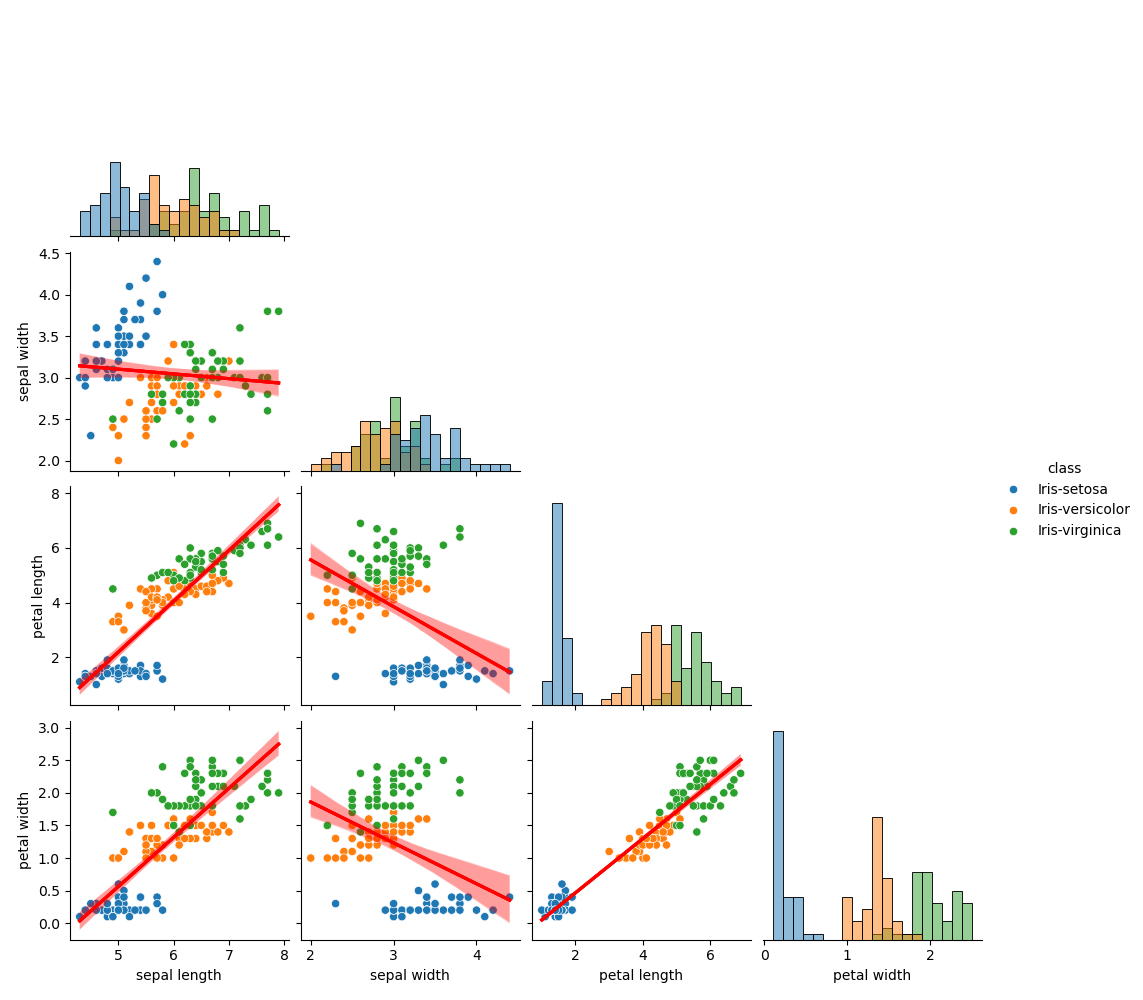 4.5
4.0
3.5
3.0
2.5
2.0
sepal width
8
6
4
2
petal length
class
Iris-setosa
Iris-versicolor
Iris-virginica
3.0
2.5
2.0
1.5
1.0
0.5
0.0
petal width
5 6 7 8
sepal length
2 3 4
sepal width
2 4 6
petal length
0 1 2
petal width